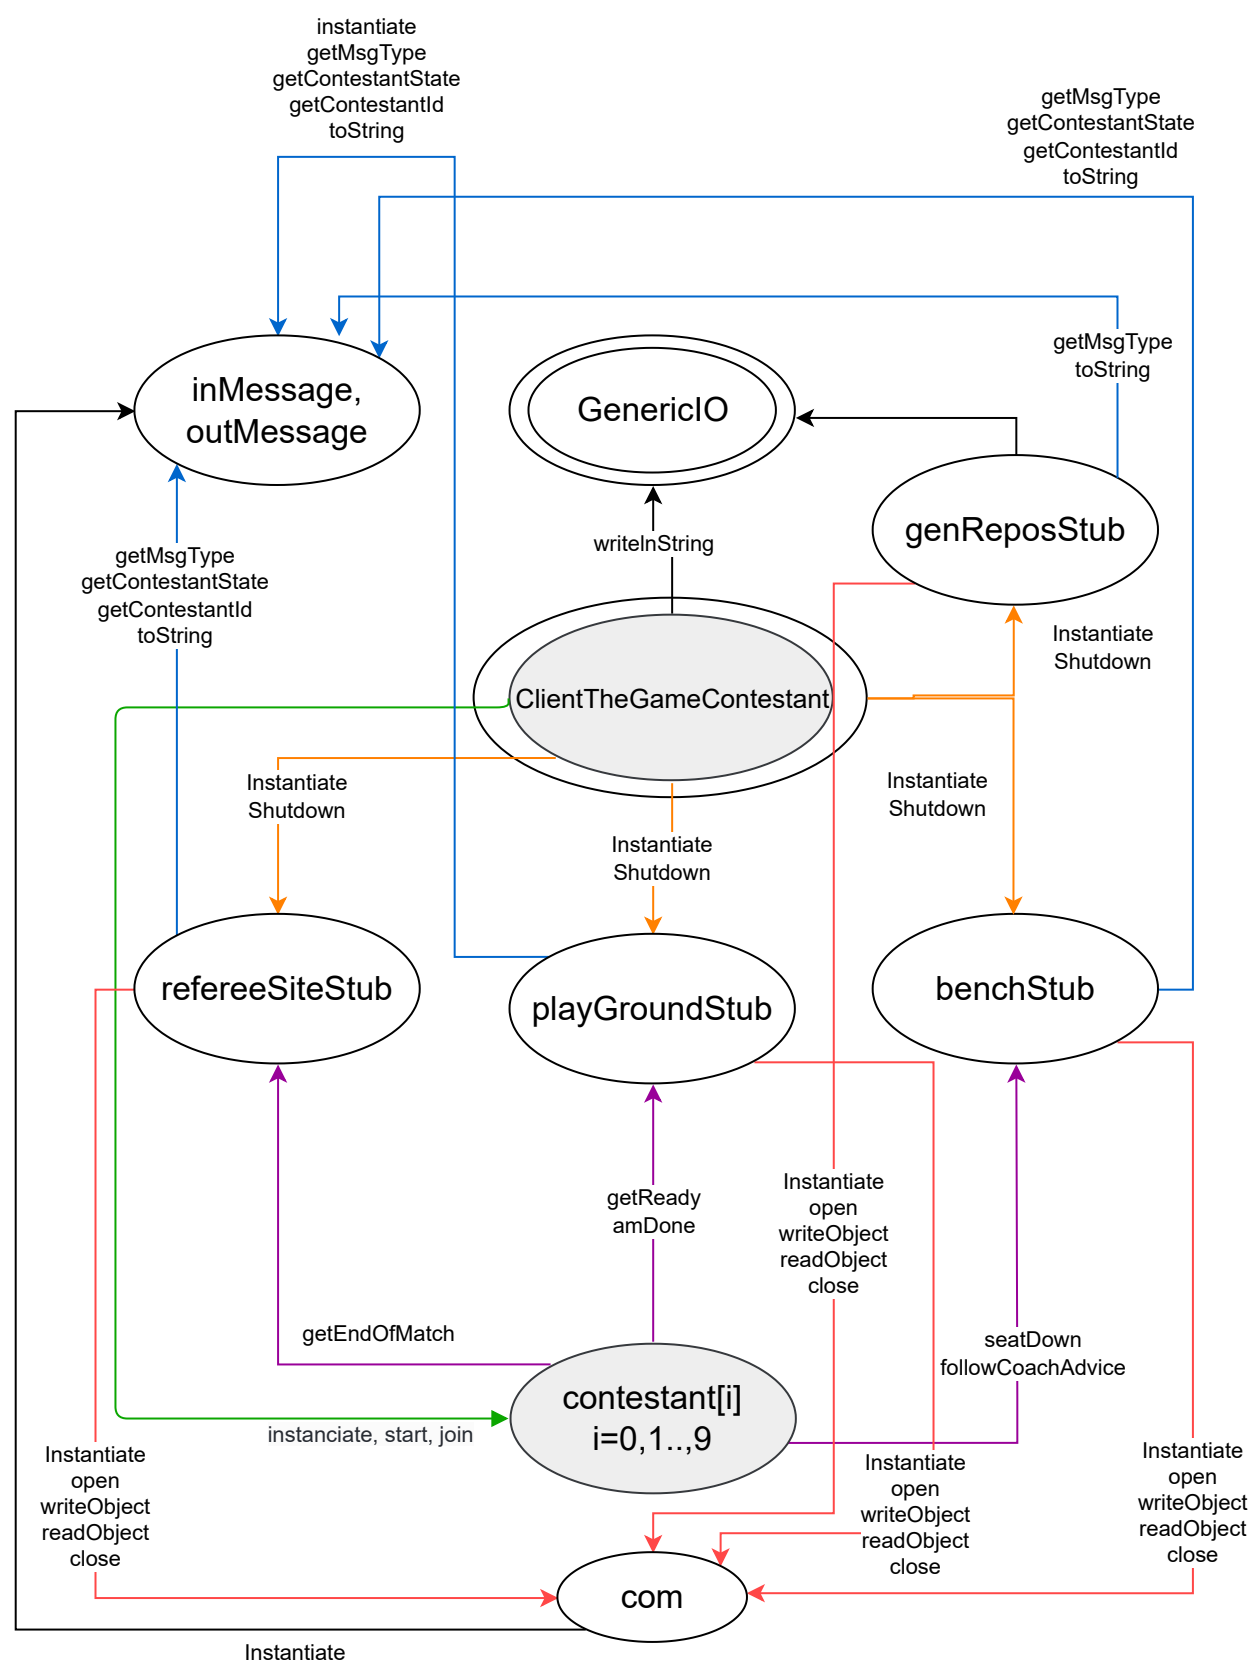 instantiate
getMsgType
getContestantState
getContestantId
toString
getMsgType
getContestantState
getContestantId
toString
getMsgType
toString
inMessage,
outMessage
GenericIO
genReposStub
writelnString
getMsgType
getContestantState
getContestantId
toString
Instantiate
Shutdown
ClientTheGameContestant
Instantiate
Shutdown
Instantiate
Shutdown
Instantiate
Shutdown
refereeSiteStub
playGroundStub
benchStub
getReady
amDone
Instantiate
open
writeObject
readObject
close
getEndOfMatch
seatDown
followCoachAdvice
contestant[i]
i=0,1..,9
instanciate, start, join
Instantiate
open
writeObject
readObject
close
Instantiate
open
writeObject
readObject
close
Instantiate
open
writeObject
readObject
close
com
Instantiate